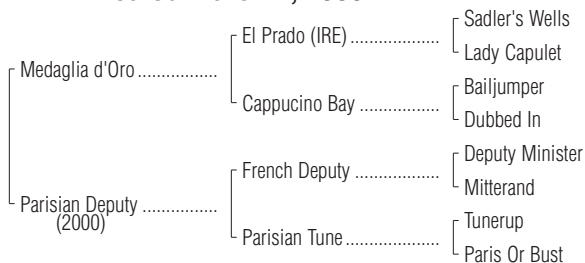 Sadler's Wells
El Prado (IRE) ...................
Lady Capulet
Medaglia d'Oro .................
Bailjumper
Cappucino Bay .................
Dubbed In
Deputy Minister
French Deputy ...................
Mitterand
Parisian Deputy ................
(2000)
Tunerup
Parisian Tune ....................
Paris Or Bust